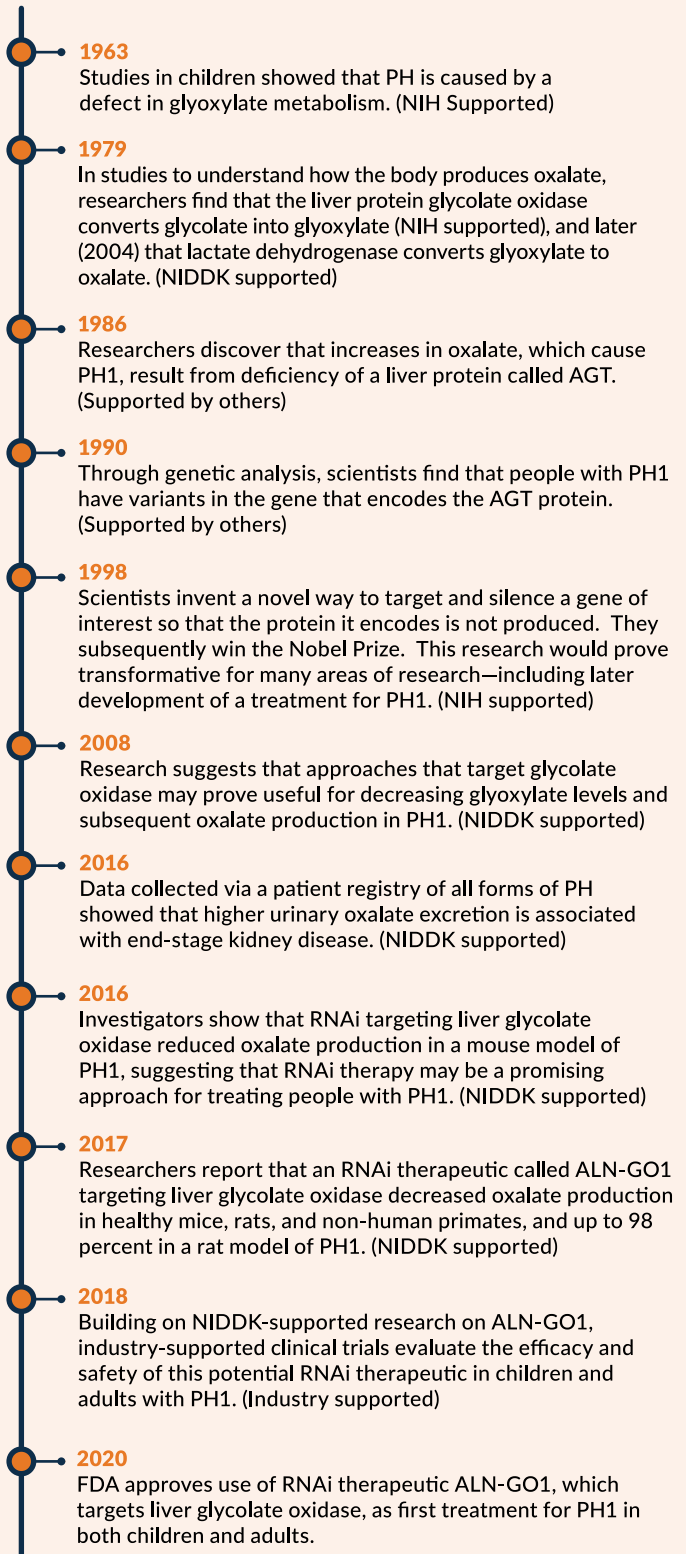 1963
Studies in children showed that PH is caused by a
defect in glyoxylate metabolism. (NIH Supported)
1979
In studies to understand how the body produces oxalate,
researchers find that the liver protein glycolate oxidase
converts glycolate into glyoxylate (NIH supported), and later
(2004) that lactate dehydrogenase converts glyoxylate to
oxalate. (NIDDK supported)
1986
Researchers discover that increases in oxalate, which cause
PH1, result from deficiency of a liver protein called AGT.
(Supported by others)
1990
Through genetic analysis, scientists find that people with PH1
have variants in the gene that encodes the AGT protein.
(Supported by others)
1998
Scientists invent a novel way to target and silence a gene of
interest so that the protein it encodes is not produced.  They
subsequently win the Nobel Prize.  This research would prove
transformative for many areas of research—including later
development of a treatment for PH1. (NIH supported)
2008
Research suggests that approaches that target glycolate
oxidase may prove useful for decreasing glyoxylate levels and
subsequent oxalate production in PH1. (NIDDK supported)
2016
Data collected via a patient registry of all forms of PH
showed that higher urinary oxalate excretion is associated
with end-stage kidney disease. (NIDDK supported)
2016
Investigators show that RNAi targeting liver glycolate
oxidase reduced oxalate production in a mouse model of
PH1, suggesting that RNAi therapy may be a promising
approach for treating people with PH1. (NIDDK supported)
2017
Researchers report that an RNAi therapeutic called ALN-GO1
targeting liver glycolate oxidase decreased oxalate production
in healthy mice, rats, and non-human primates, and up to 98
percent in a rat model of PH1. (NIDDK supported)
2018
Building on NIDDK-supported research on ALN-GO1,
industry-supported clinical trials evaluate the efficacy and
safety of this potential RNAi therapeutic in children and
adults with PH1. (Industry supported)
2020
FDA approves use of RNAi therapeutic ALN-GO1, which
targets liver glycolate oxidase, as first treatment for PH1 in
both children and adults.